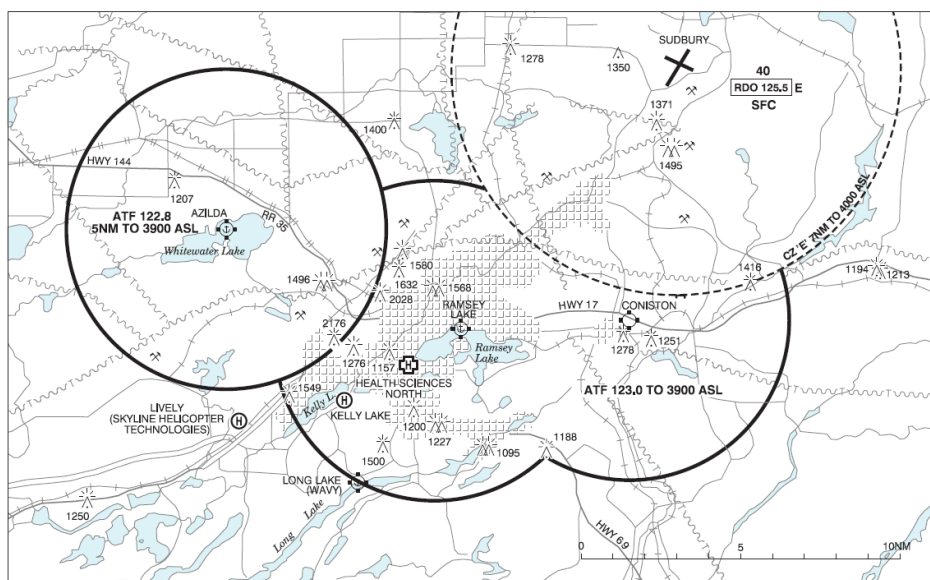 1278
1350
SUDBURY
40
RDO 125.5 E
SFC
1371
1400
1495
HWY 144
1207
AZILDA
ATF 122.8
5NM TO 3900 ASL
RR 35
Whitewater Lake
CZ 'E' 7NM TO 4000 ASL
1580
1496
1632
1568
2028
RAMSEY
LAKE
1418
1194
1213
HWY 17
CONISTON
2176
1276
1157
Ramsey
Lake
1278
1251
HEALTH SCIENCES
NORTH
ATF 123.0 TO 3900 ASL
1549
Kelly L.
KELLY LAKE
LIVELY
(SKYLINE HELICOPTER
TECHNOLOGIES)
1200
1227
1188
1095
1500
LONG LAKE
(WAVY)
Long Lake
1250
HWY 69
0
5
10NM
H
H
H